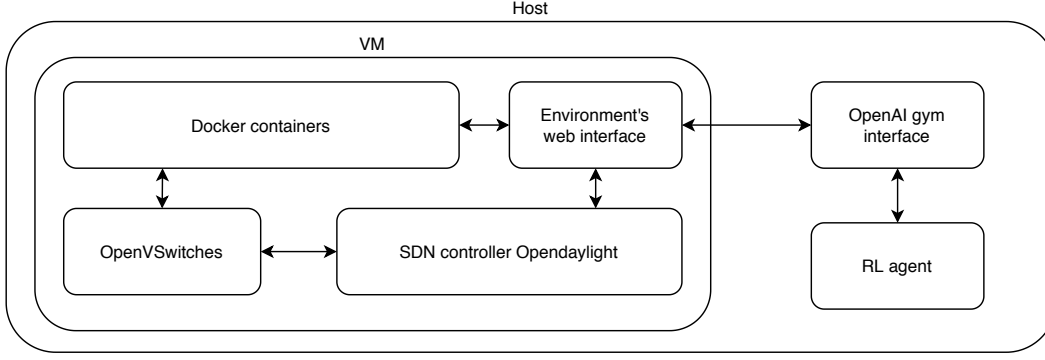 Host
VM
Docker containers
Environment's
web interface
OpenAI gym
interface
OpenVSwitches
SDN controller Opendaylight
RL agent